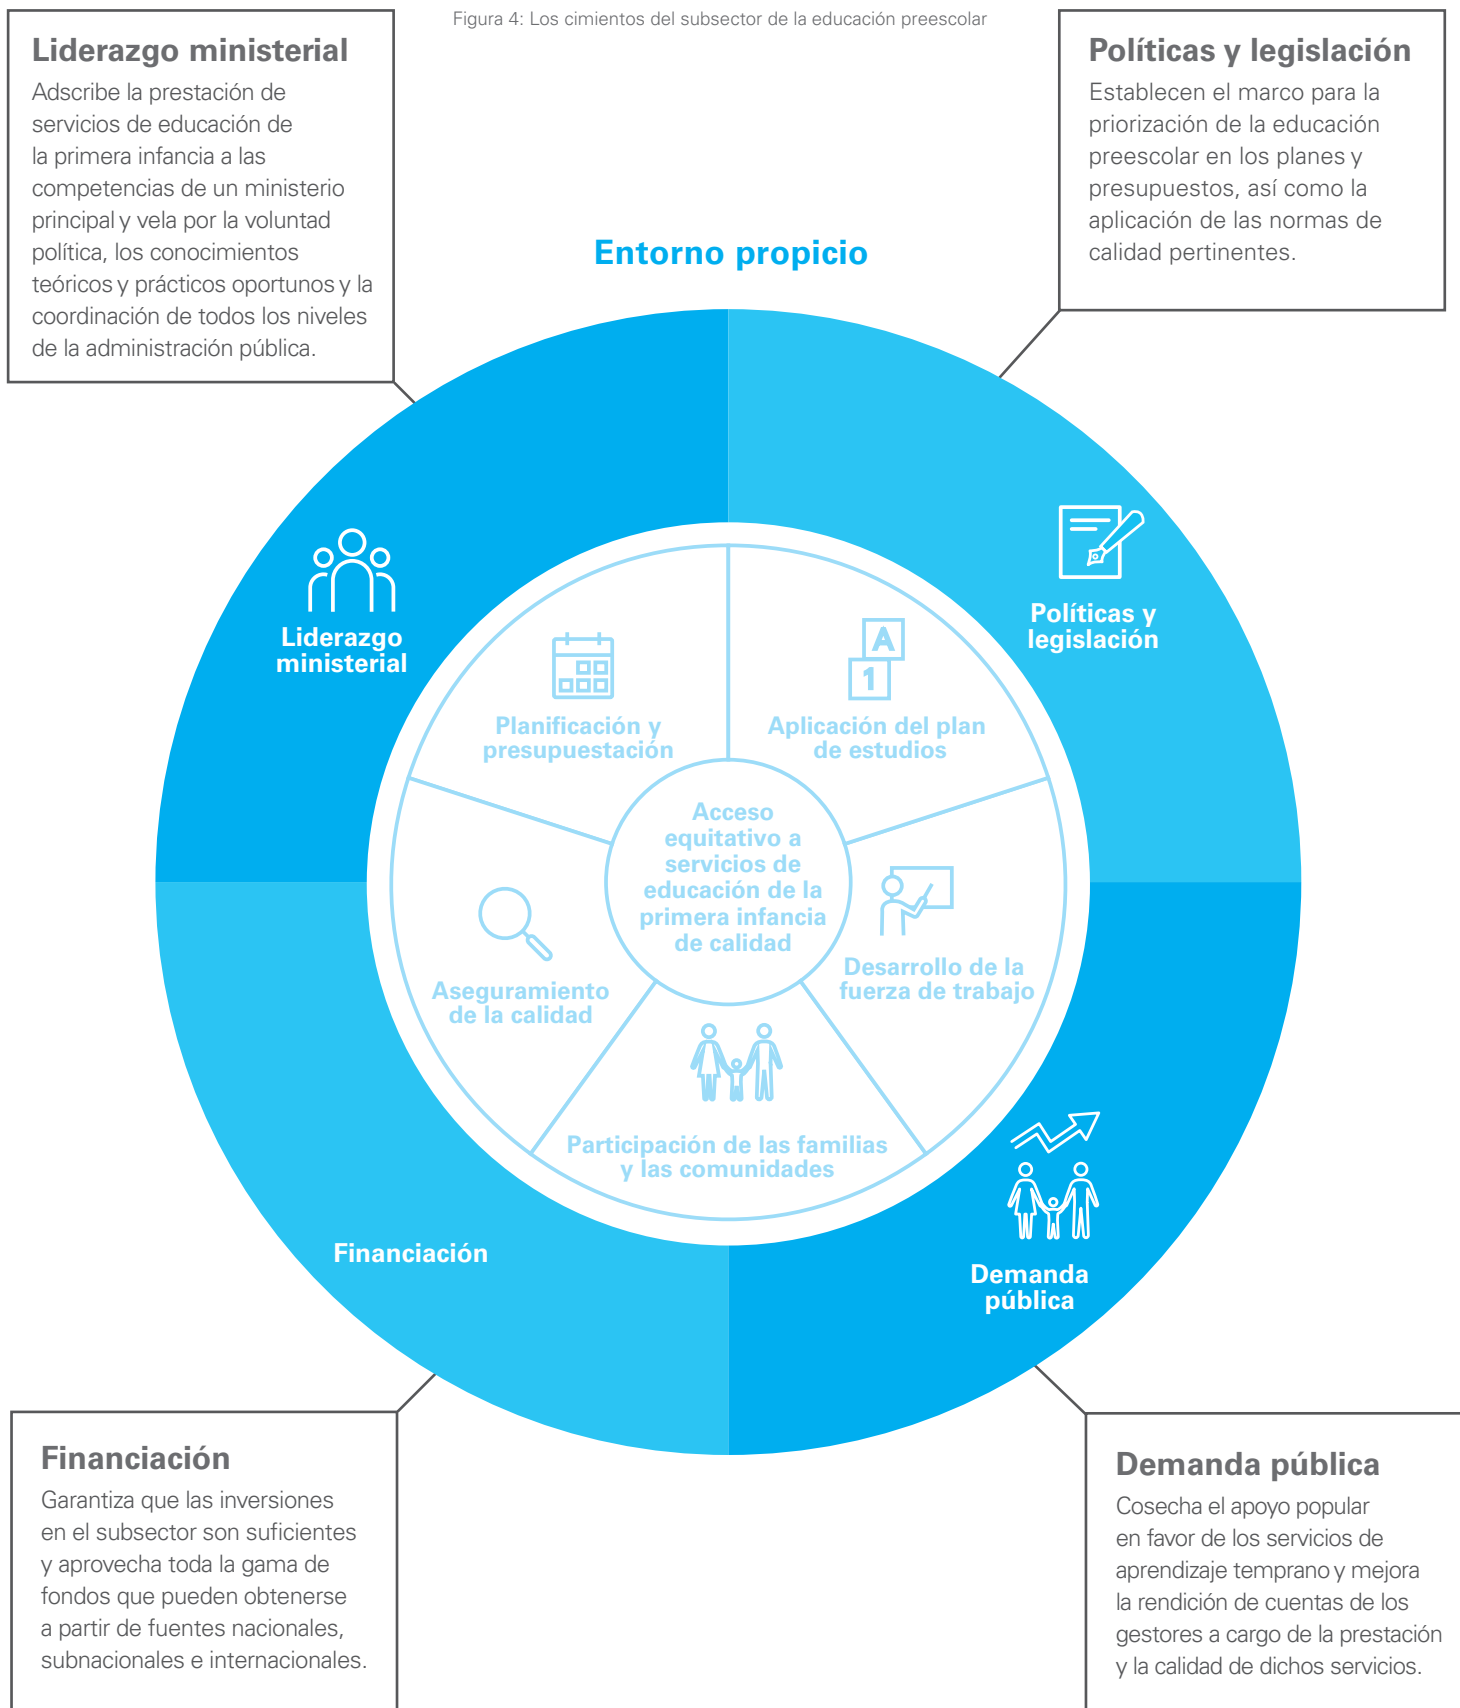 Figura 4: Los cimientos del subsector de la educación preescolar
Liderazgo ministerial
Adscribe la prestación de
servicios de educación de
la primera infancia a las
competencias de un ministerio
principal y vela por la voluntad
política, los conocimientos
teóricos y prácticos oportunos y la
coordinación de todos los niveles
de la administración pública.
Políticas y legislación
Establecen el marco para la
priorización de la educación
preescolar en los planes y
presupuestos, así como la
aplicación de las normas de
calidad pertinentes.
Entorno propicio
Liderazgo
ministerial
Políticas y
legislación
Planificación y
presupuestación
A
1
Aplicación del plan
de estudios
Acceso
equitativo a
servicios de
educación de la
primera infancia
de calidad
Aseguramiento
de la calidad
Desarrollo de la
fuerza de trabajo
Participación de las familias
y las comunidades
Financiación
Demanda
pública
Financiación
Garantiza que las inversiones
en el subsector son suficientes
y aprovecha toda la gama de
fondos que pueden obtenerse
a partir de fuentes nacionales,
subnacionales e internacionales.
Demanda pública
Cosecha el apoyo popular
en favor de los servicios de
aprendizaje temprano y mejora
la rendición de cuentas de los
gestores a cargo de la prestación
y la calidad de dichos servicios.